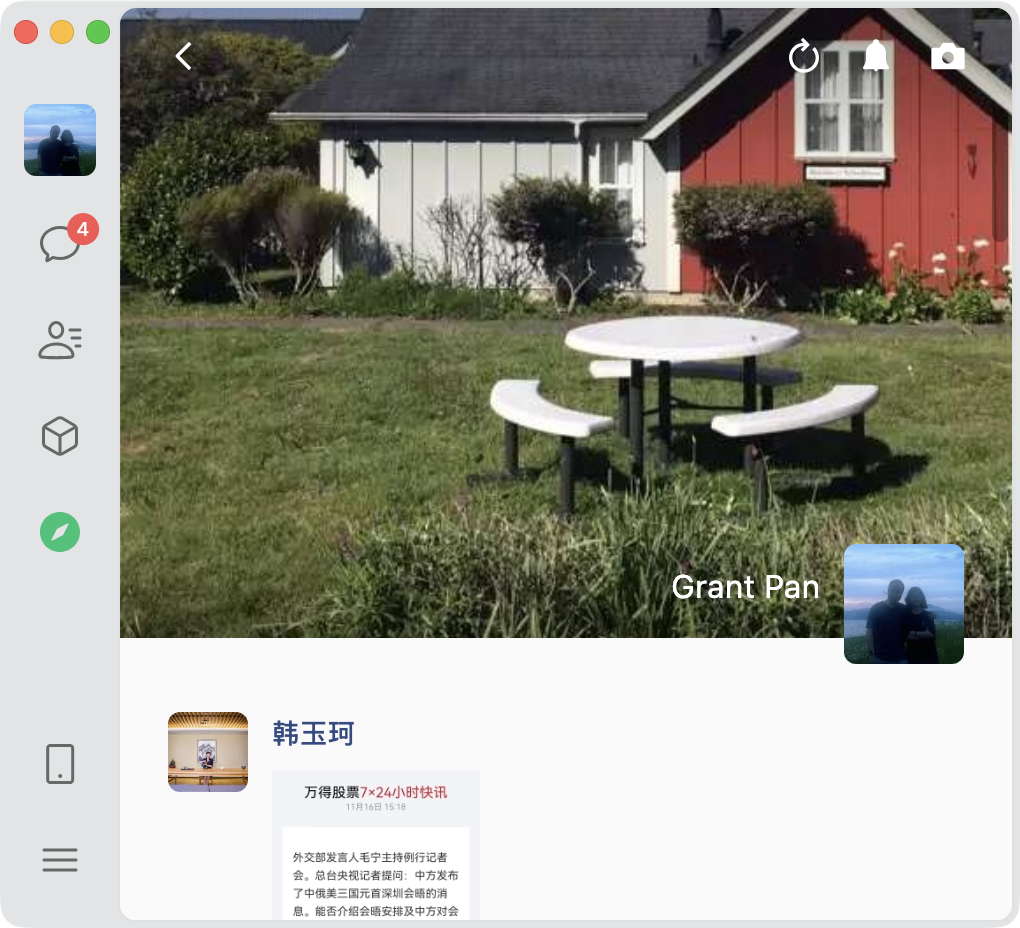 4
Grant Pan
韩玉珂
万得股票7×24小时快讯
11月16日 15:18
外交部发言人毛宁主持例行记者
会。总台央视记者提问：中方发布
了中俄美三国元首深圳会晤的消
息。能否介绍会晤安排及中方对会